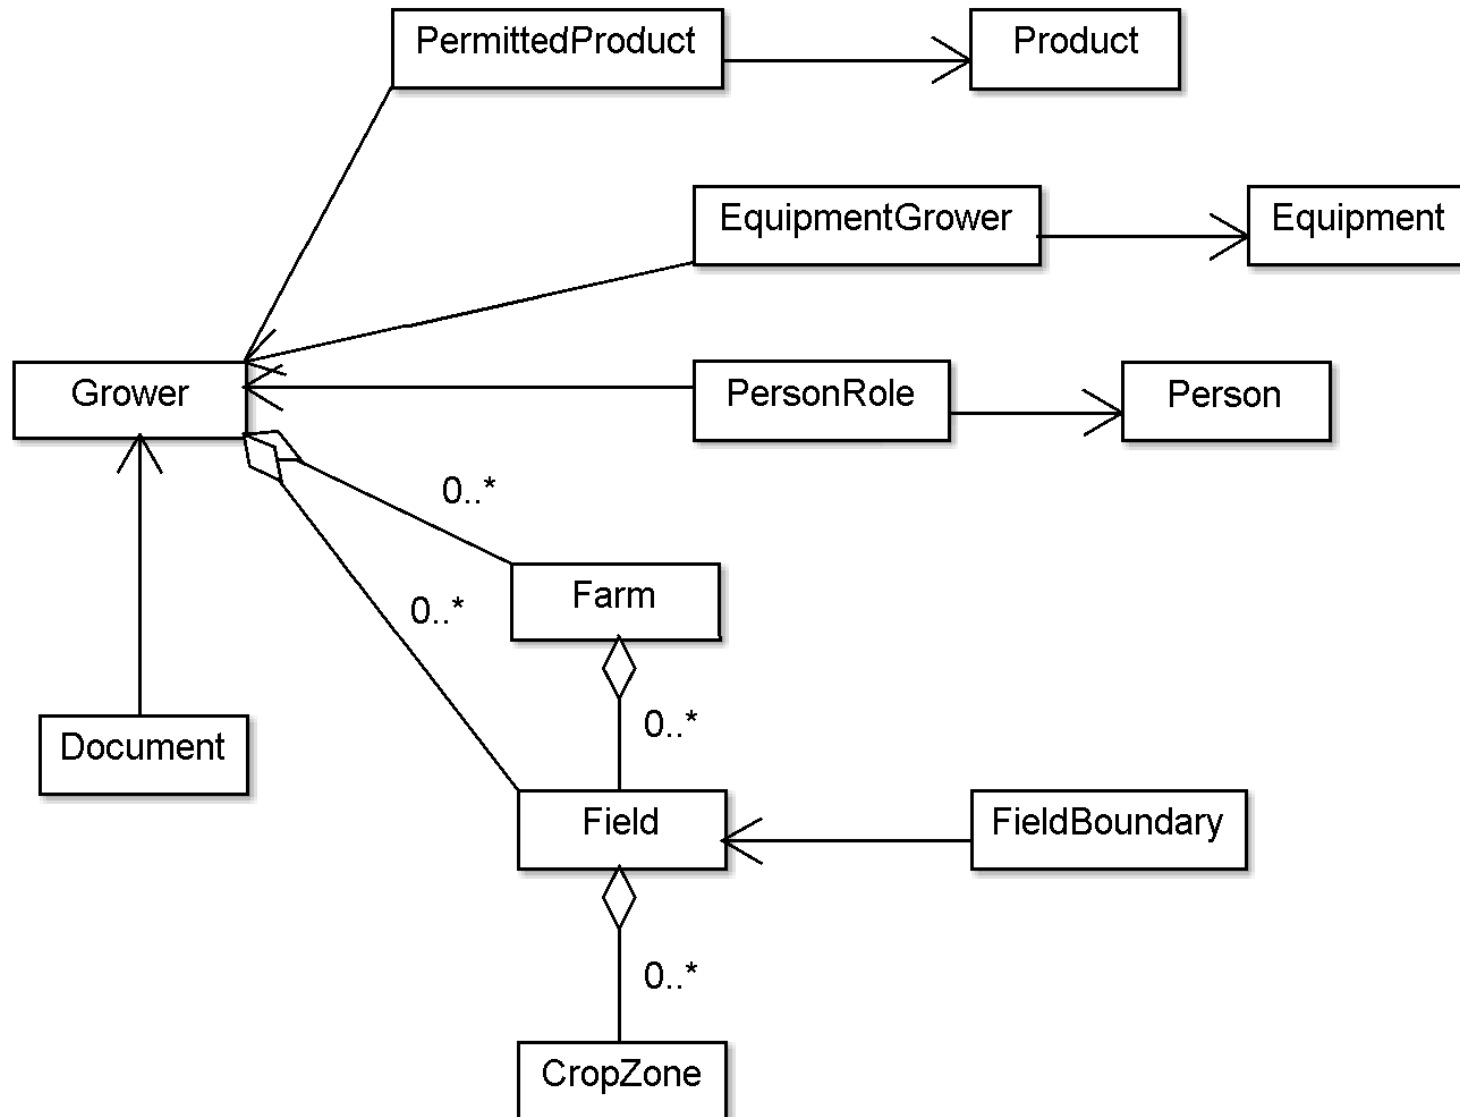 PermittedProduct
Product
EquipmentGrower
Equipment
Grower
PersonRole
Person
0..*
Farm
0..*
0..*
Document
Field
FieldBoundary
0..*
CropZone